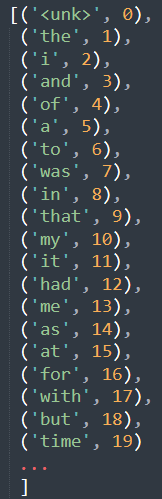 [('<unk>', 0),
('the', 1),
('i', 2),
('and', 3),
('of', 4),
('a', 5),
('to', 6),
('was', 7),
('in', 8),
('that', 9),
('my', 10),
('it', 11),
('had', 12),
('me', 13),
('as', 14),
('at', 15),
('for', 16),
('with', 17),
('but', 18),
('time', 19)
...
]